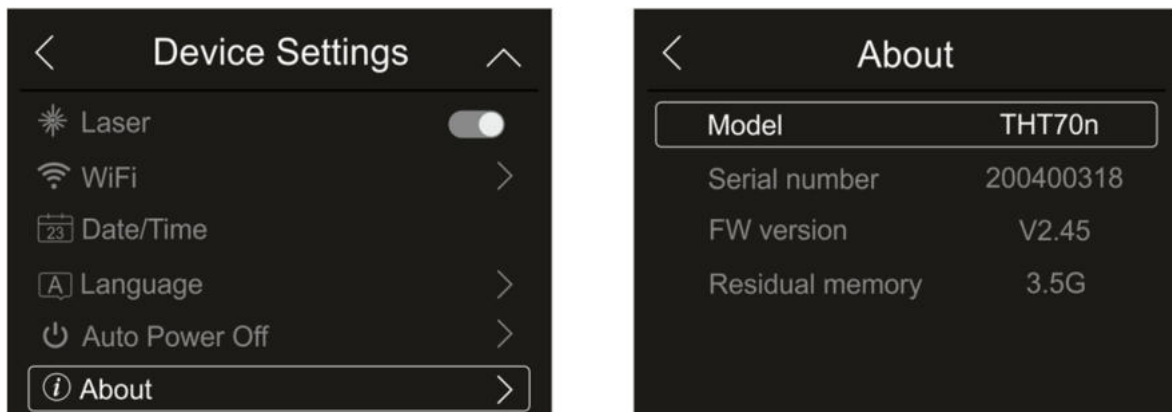 Device Settings
Laser
WiFi
23 Date/Time
A Language
Auto Power Off
i About
About
Model THT70n
Serial number 200400318
FW version V2.45
Residual memory 3.5G